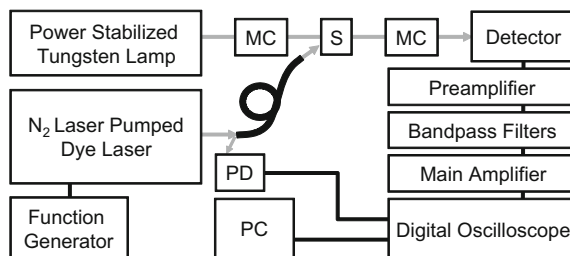 Power Stabilized
Tungsten Lamp
MC
S
MC
Detector
Preamplifier
N₂ Laser Pumped
Dye Laser
Bandpass Filters
PD
Main Amplifier
Function
Generator
PC
Digital Oscilloscope